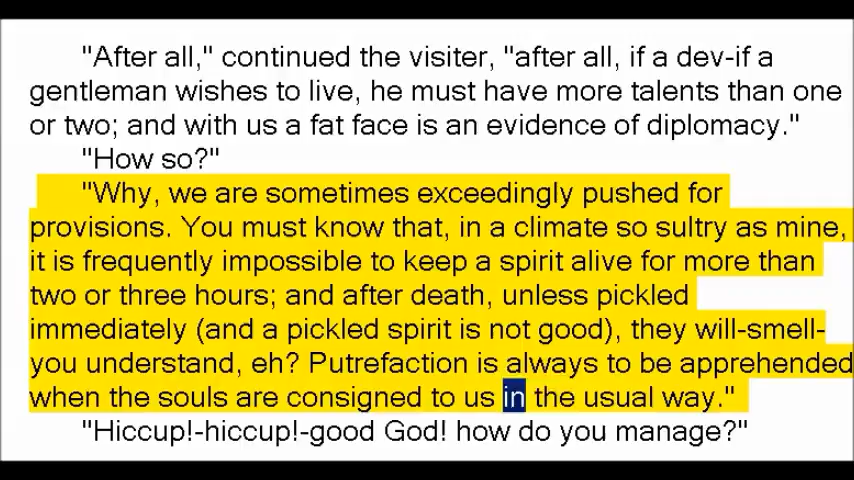 "After all," continued the visiter, "after all, if a dev-if a
gentleman wishes to live, he must have more talents than one
or two; and with us a fat face is an evidence of diplomacy."
"How so?"
"Why, we are sometimes exceedingly pushed for
provisions. You must know that, in a climate so sultry as mine,
it is frequently impossible to keep a spirit alive for more than
two or three hours; and after death, unless pickled
immediately (and a pickled spirit is not good), they will-smell-
you understand, eh? Putrefaction is always to be apprehended
when the souls are consigned to us in the usual way."
"Hiccup!-hiccup!-good God! how do you manage?"